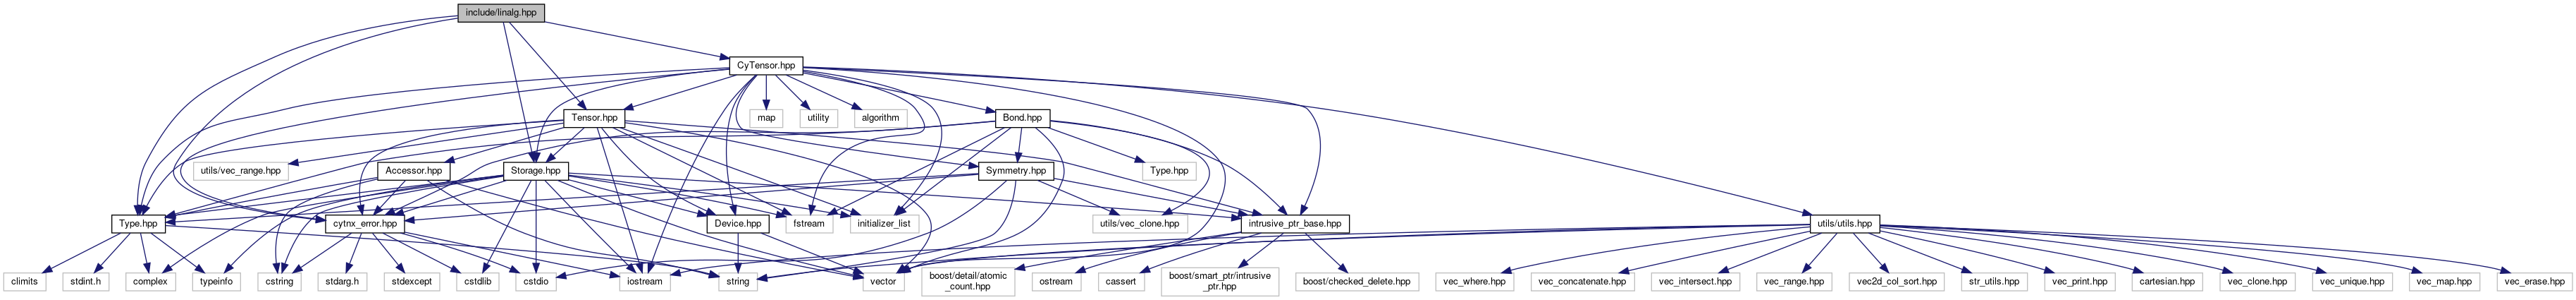 include/linalg.hpp
CyTensor.hpp
Tensor.hpp
map
utility
algorithm
Bond.hpp
utils/vec_range.hpp
Accessor.hpp
Storage.hpp
Symmetry.hpp
Type.hpp
Type.hpp
cytnx_error.hpp
Device.hpp
fstream
initializer_list
utils/vec_clone.hpp
intrusive_ptr_base.hpp
utils/utils.hpp
climits
stdint.h
complex
typeinfo
cstring
stdarg.h
stdexcept
cstdlib
cstdio
iostream
string
vector
boost/detail/atomic
_count.hpp
ostream
cassert
boost/smart_ptr/intrusive
_ptr.hpp
boost/checked_delete.hpp
vec_where.hpp
vec_concatenate.hpp
vec_intersect.hpp
vec_range.hpp
vec2d_col_sort.hpp
str_utils.hpp
vec_print.hpp
cartesian.hpp
vec_clone.hpp
vec_unique.hpp
vec_map.hpp
vec_erase.hpp